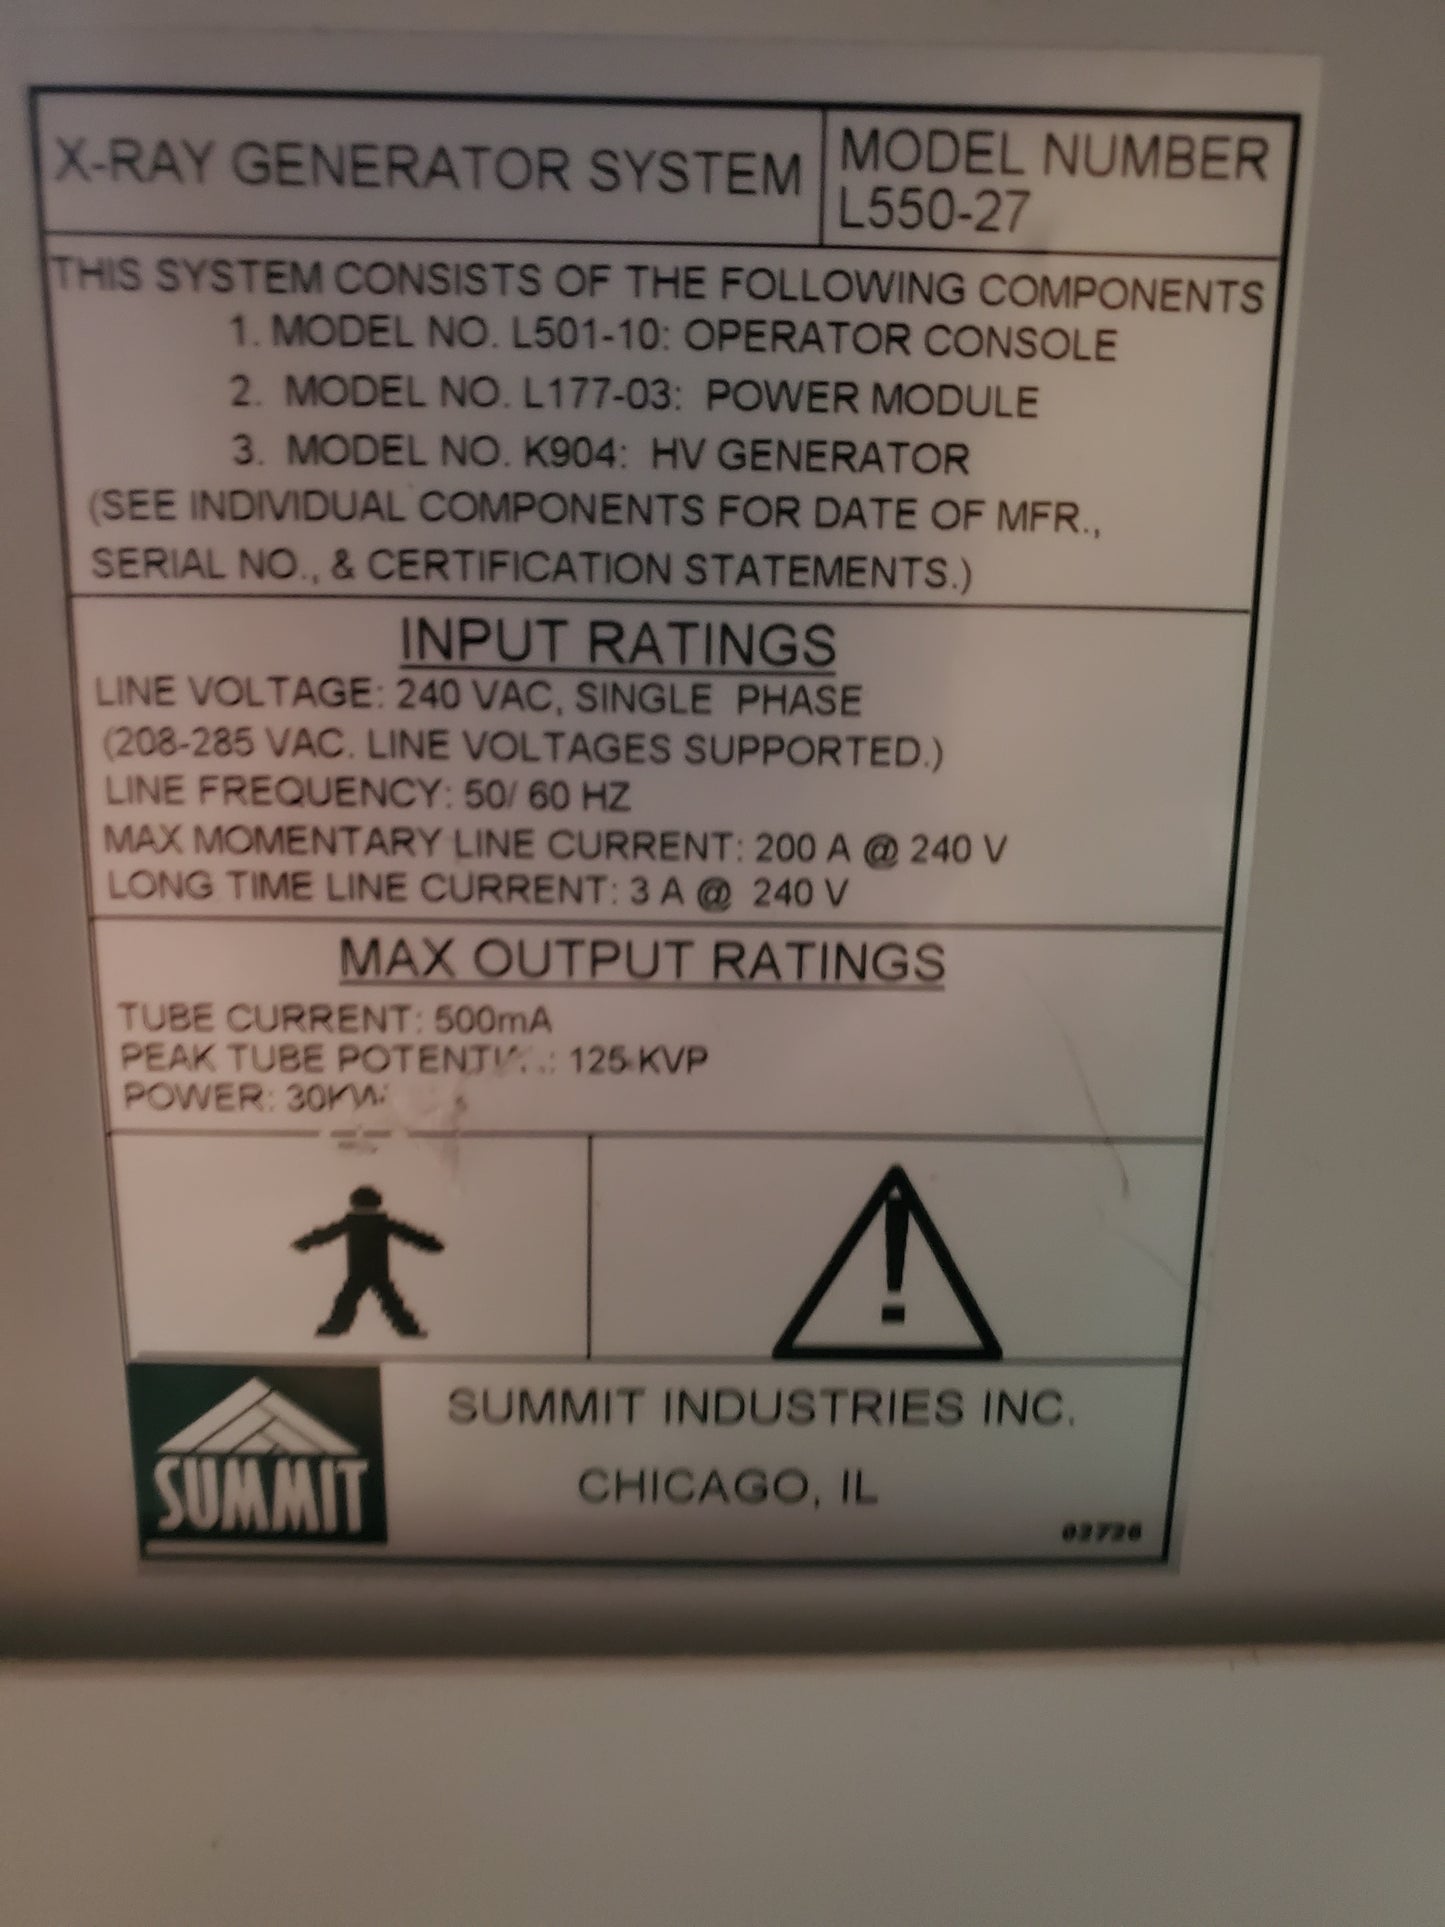 X-RAY GENERATOR SYSTEM
MODEL NUMBER
L550-27
THIS SYSTEM CONSISTS OF THE FOLLOWING COMPONENTS
1. MODEL NO. L501-10: OPERATOR CONSOLE
2. MODEL NO. L177-03: POWER MODULE
3. MODEL NO. K904: HV GENERATOR
(SEE INDIVIDUAL COMPONENTS FOR DATE OF MFR.,
SERIAL NO., & CERTIFICATION STATEMENTS.)
INPUT RATINGS
LINE VOLTAGE: 240 VAC, SINGLE PHASE
(208-285 VAC. LINE VOLTAGES SUPPORTED.)
LINE FREQUENCY: 50/ 60 HZ
MAX MOMENTARY LINE CURRENT: 200 A @ 240 V
LONG TIME LINE CURRENT: 3 A @ 240 V
MAX OUTPUT RATINGS
TUBE CURRENT: 500mA
PEAK TUBE : 125 KVP
POWER: 30KW
SUMMIT
SUMMIT INDUSTRIES INC.
CHICAGO, IL
02726